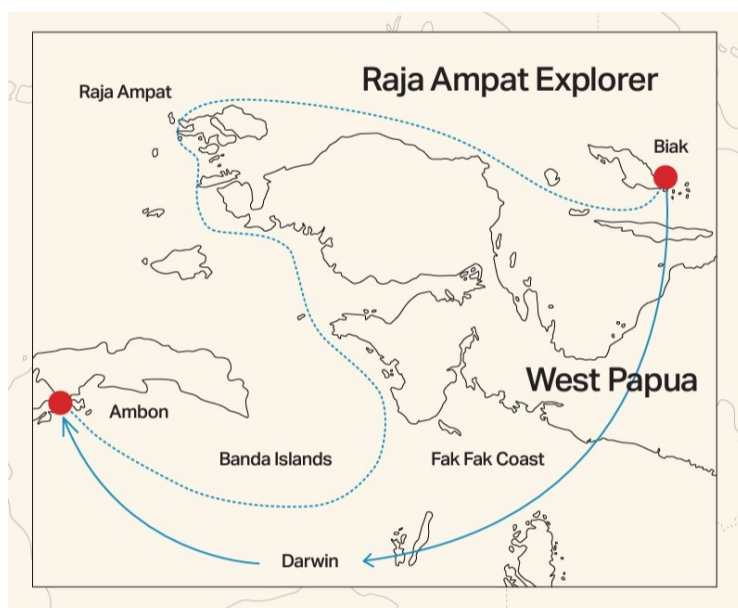 Raja Ampat Explorer
Raja Ampat
Biak
West Papua
Ambon
Banda Islands
Fak Fak Coast
Darwin